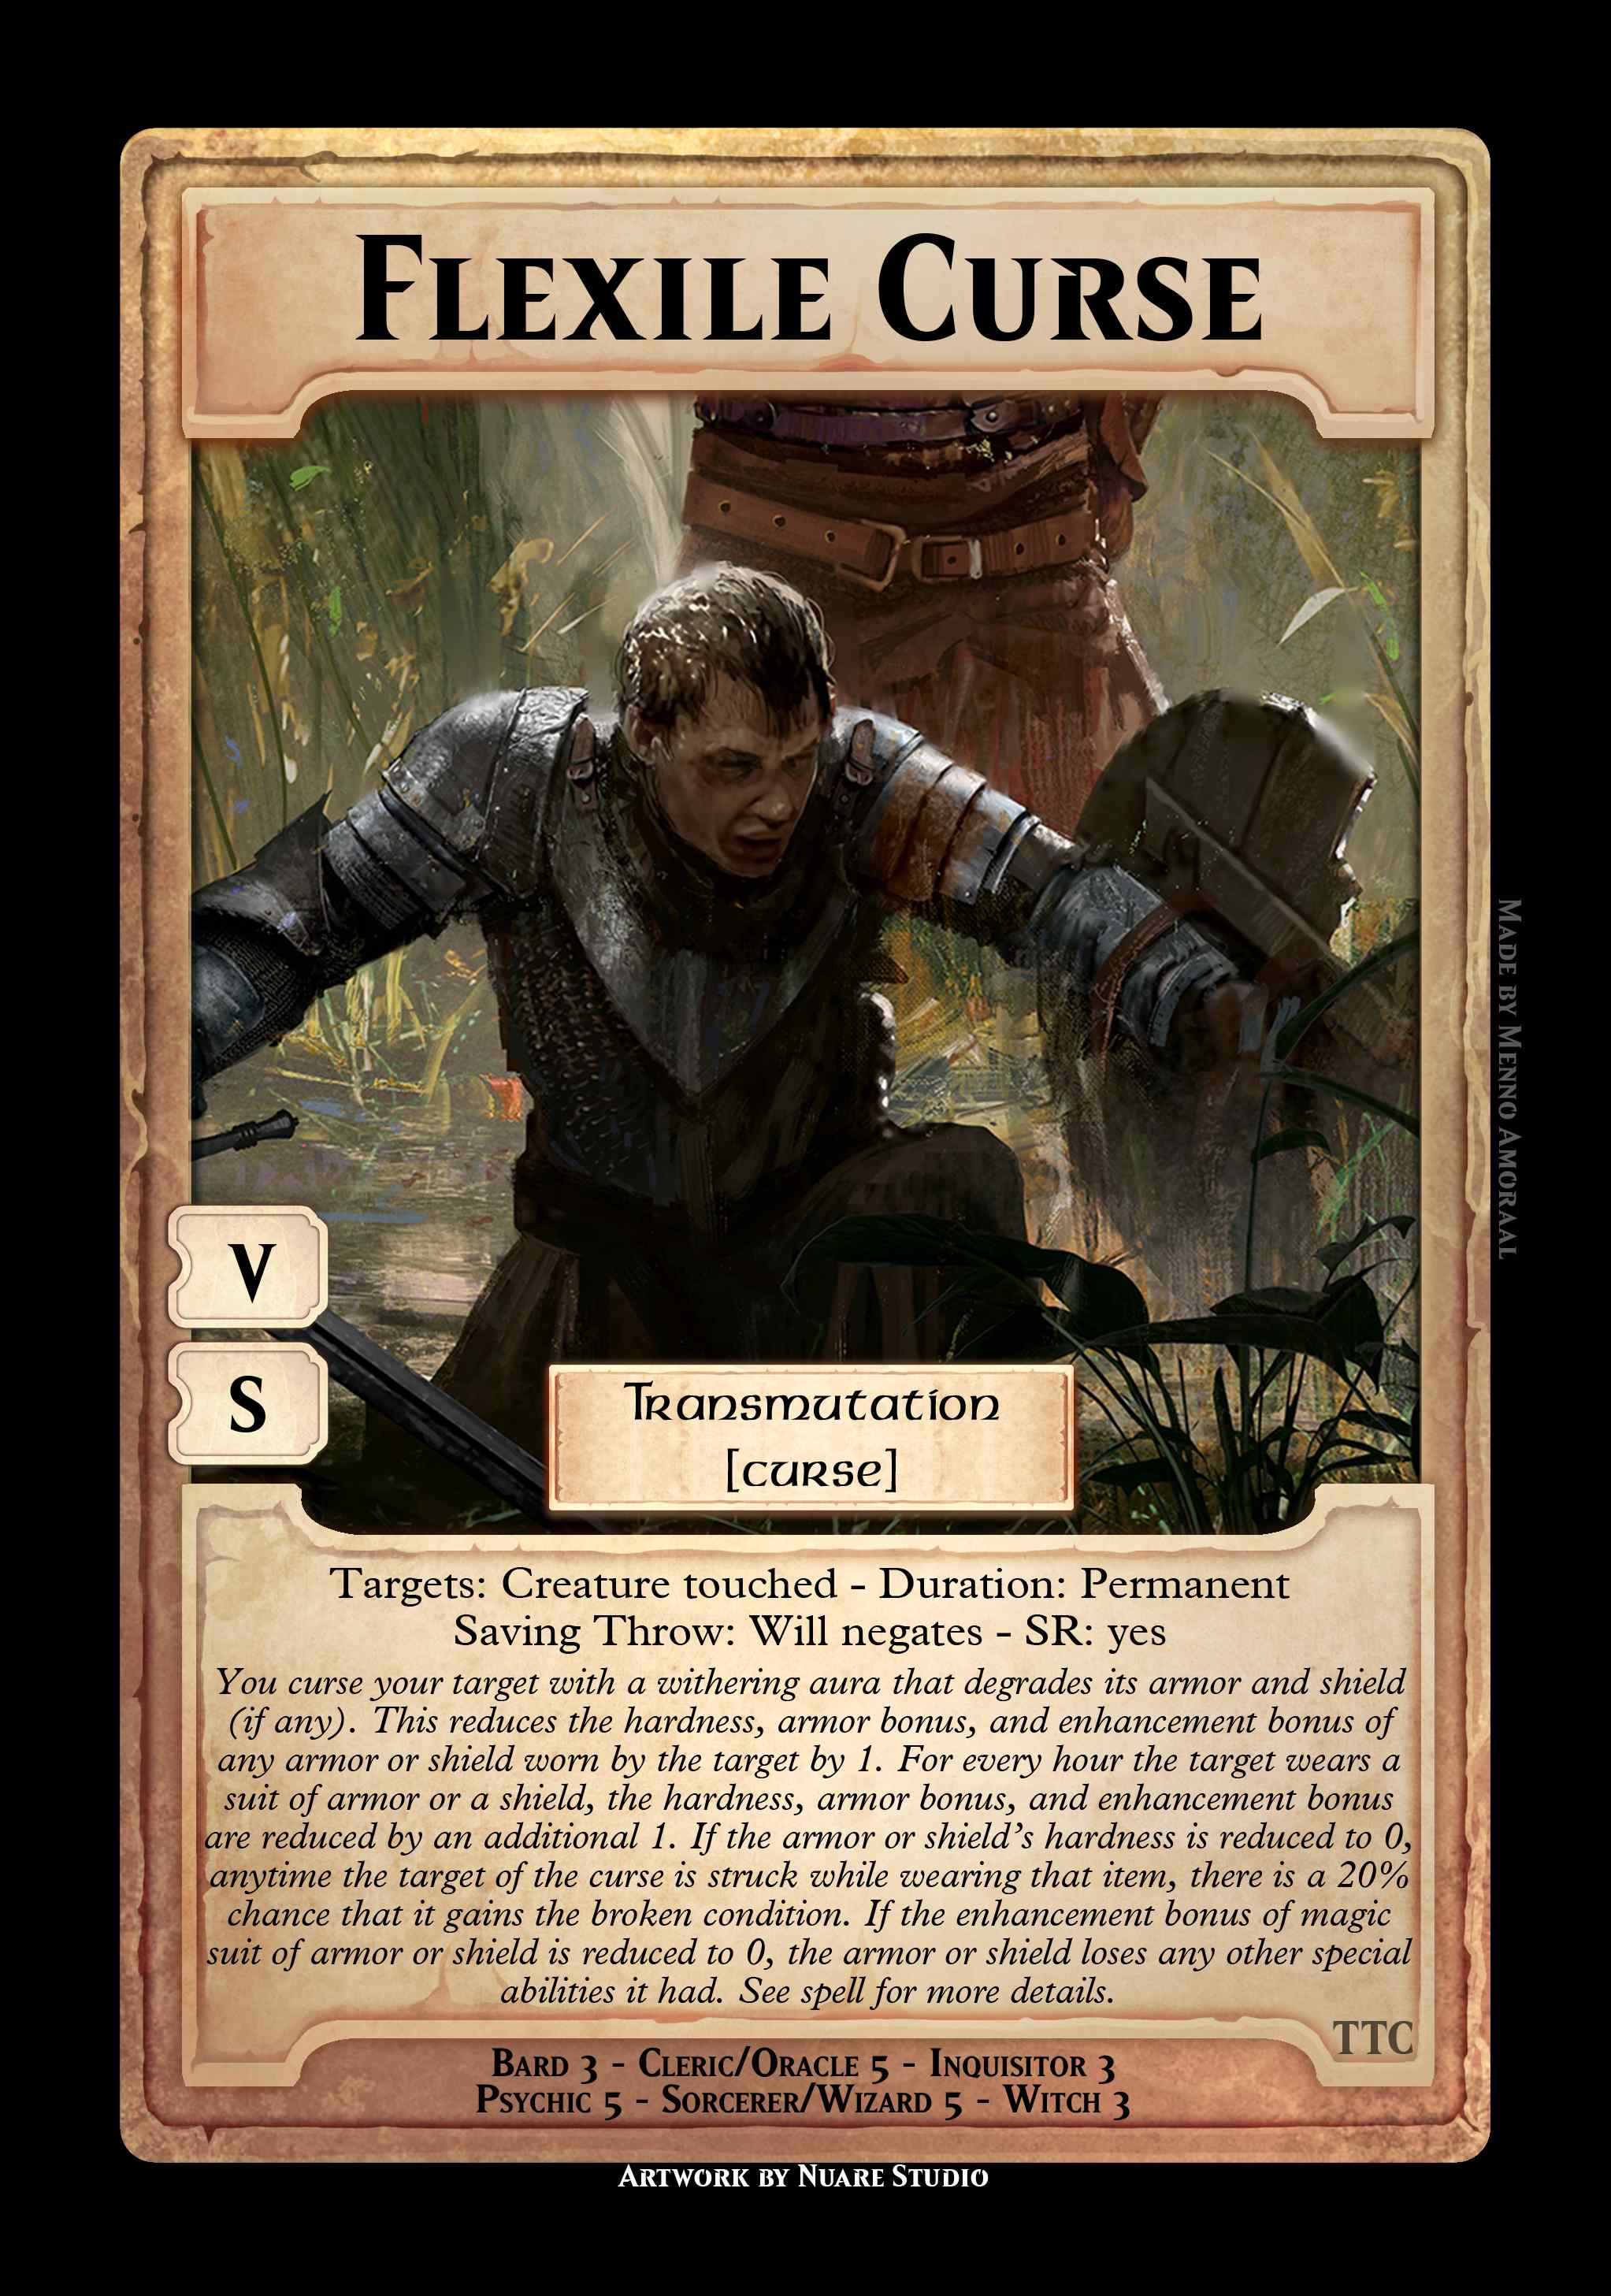 Flexile Curse
V
S
Transmutation
[curse]
Targets: Creature touched - Duration: Permanent
Saving Throw: Will negates - SR: yes
You curse your target with a withering aura that degrades its armor and shield
(if any). This reduces the hardness, armor bonus, and enhancement bonus of
any armor or shield worn by the target by 1. For every hour the target wears a
suit of armor or a shield, the hardness, armor bonus, and enhancement bonus
are reduced by an additional 1. If the armor or shield’s hardness is reduced to 0,
anytime the target of the curse is struck while wearing that item, there is a 20%
chance that it gains the broken condition. If the enhancement bonus of magic
suit of armor or shield is reduced to 0, the armor or shield loses any other special
abilities it had. See spell for more details.
TTC
Bard 3 - Cleric/Oracle 5 - Inquisitor 3
Psychic 5 - Sorcerer/Wizard 5 - Witch 3
Artwork by Nuare Studio
Made by Menno Amoraal